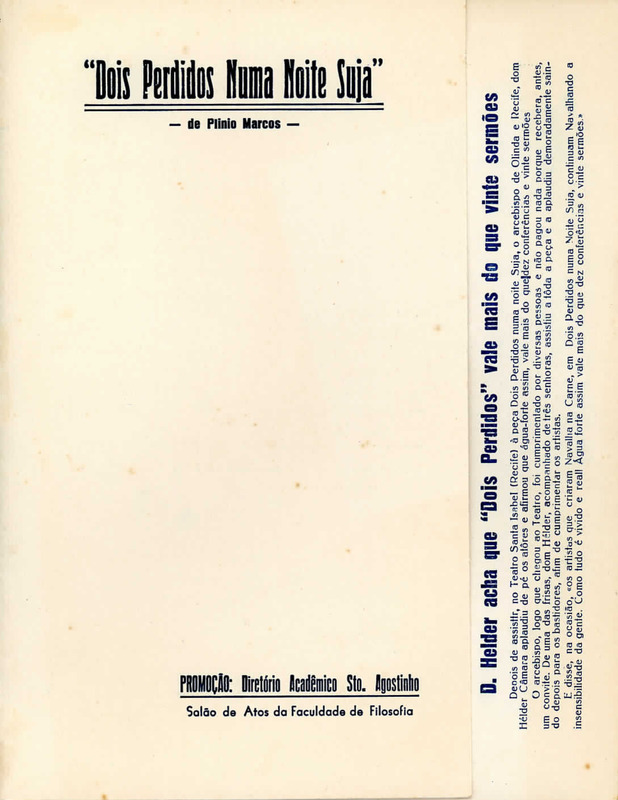 “Dois Perdidos Numa Noite Suja”
— de Plinio Marcos —
PROMOÇÃO: Diretório Acadêmico Sto. Agostinho
Salão de Atos da Faculdade de Filosofia
D. Helder acha que “Dois Perdidos” vale mais do que vinte sermões
Depois de assistir, no Teatro Santa Isabel (Recife) à peça Dois Perdidos numa noite Suja, o arcebispo de Olinda e Recife, dom
Hélder Câmara aplaudiu de pé os atôres e afirmou que água-forte assim, vale mais do que dez conferências e vinte sermões
O arcebispo, logo que chegou ao Teatro, foi cumprimentado por diversas pessoas e não pagou nada porque recebera, antes,
um convite. De uma das frisas, dom Hélder, acompanhado de três senhoras, assistiu a tôda a peça e a aplaudiu demoradamente sain-
do depois para os bastidores, afim de cumprimentar os artistas.
E disse, na ocasião, «os artistas que criaram Navalha na Carne, em Dois Perdidos numa Noite Suja, continuam Navalhando a
insensibilidade da gente. Como tudo é vivido e real! Água forte assim vale mais do que dez conferências e vinte sermões.»